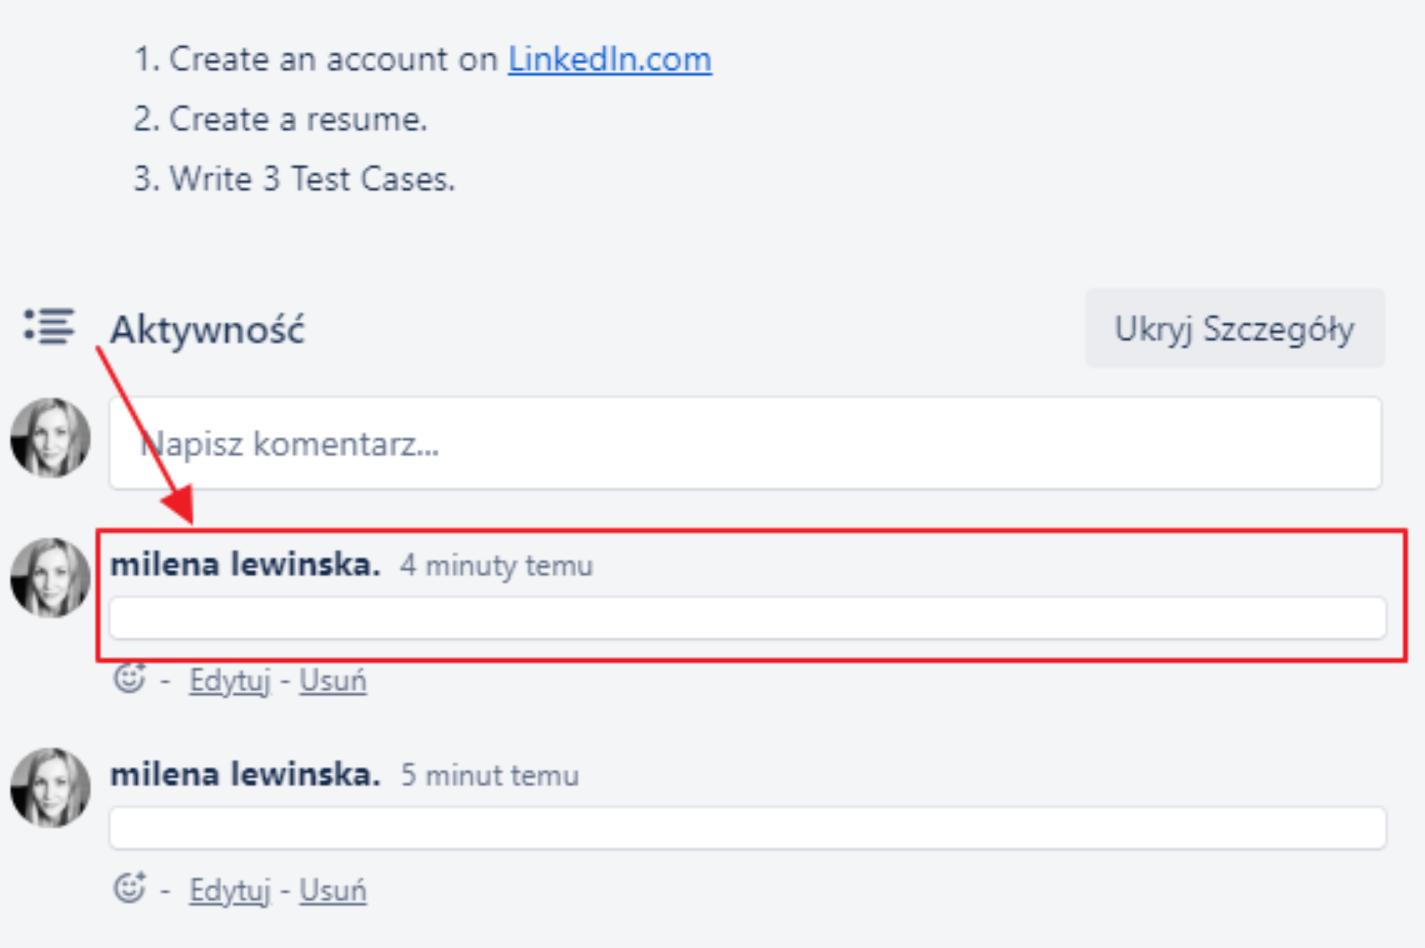 1. Create an account on LinkedIn.com
2. Create a resume.
3. Write 3 Test Cases.
Aktywność
Ukryj Szczegóły
Napisz komentarz...
milena lewinska. 4 minuty temu
- Edytuj - Usuń
milena lewinska. 5 minut temu
- Edytuj - Usuń